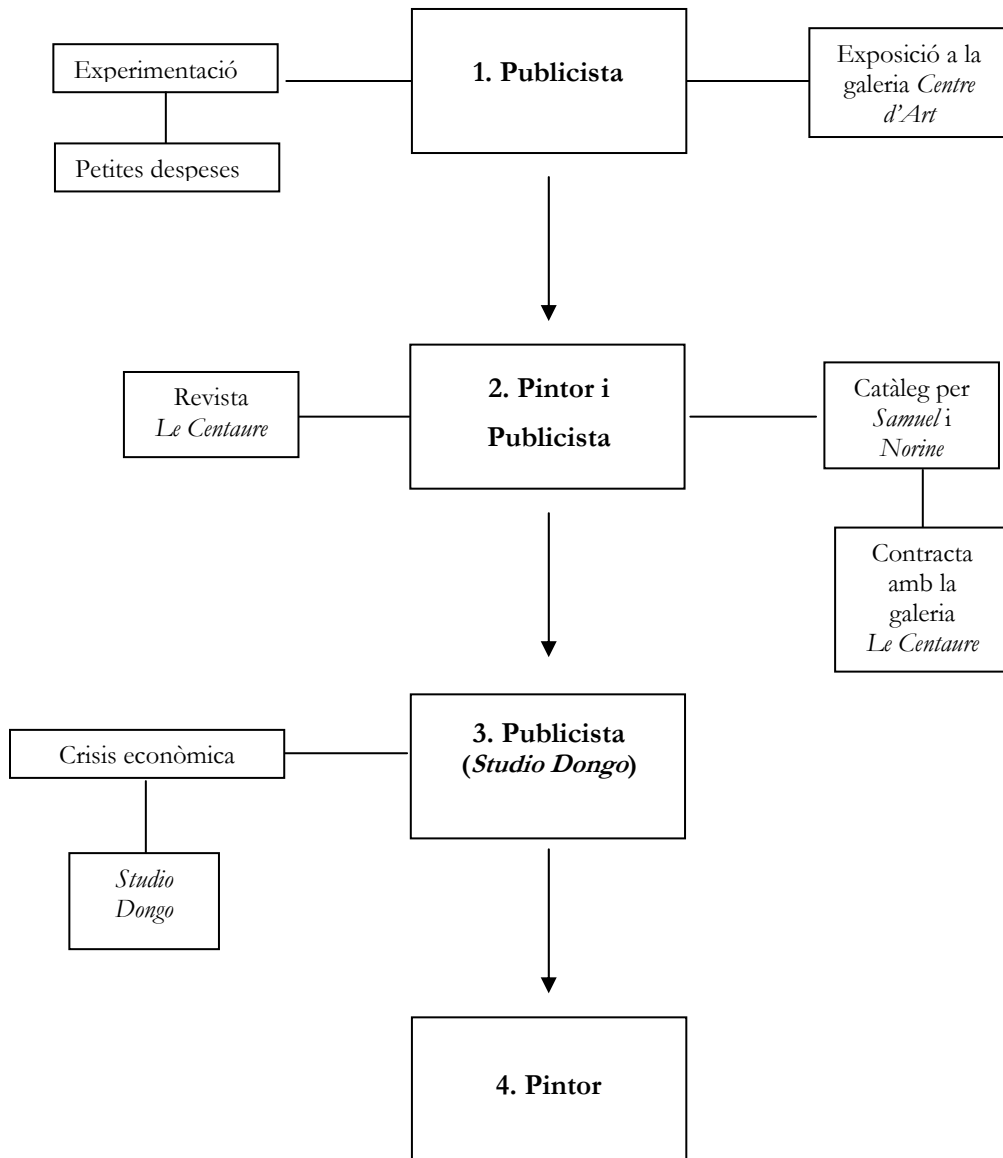 Experimentació
Petites despeses
1. Publicista
Exposició a la
galeria Centre
d'Art
Revista
Le Centaure
2. Pintor i
Publicista
Catàleg per
Samuel i
Norine
Contracta
amb la
galeria
Le Centaure
Crisis econòmica
Studio
Dongo
3. Publicista
(Studio Dongo)
4. Pintor